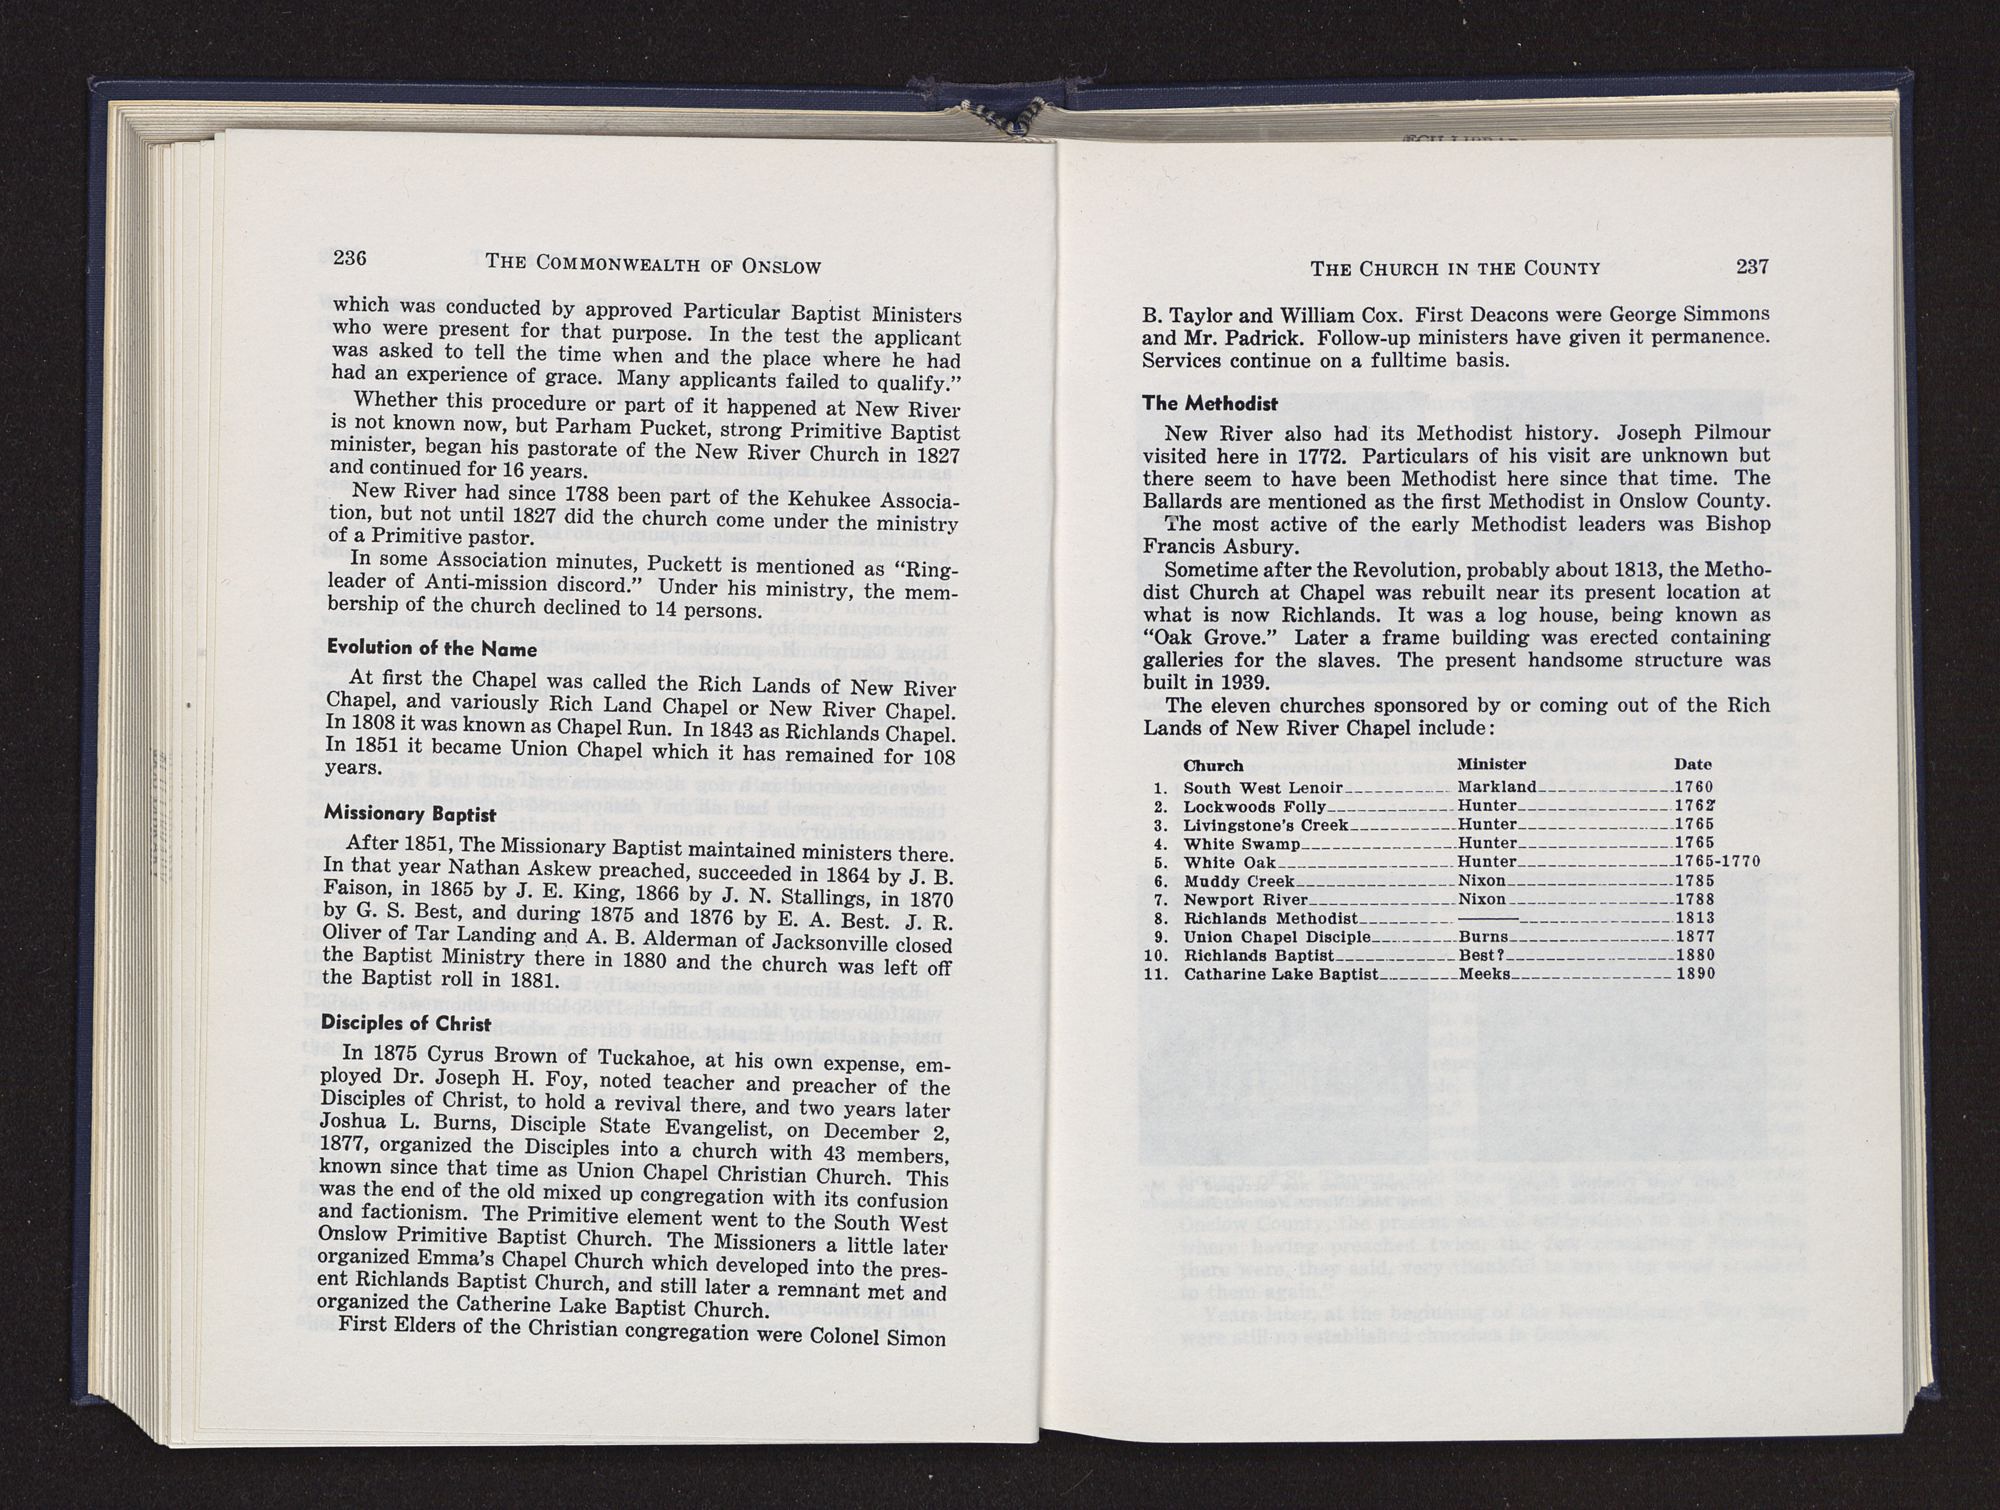 236
THE COMMONWEALTH OF ONSLOW
which was conducted by approved Particular Baptist Ministers
who were present for that purpose. In the test the applicant
was asked to tell the time when and the place where he had
had an experience of grace. Many applicants failed to qualify.”
Whether this procedure or part of it happened at New River
is not known now, but Parham Pucket, strong Primitive Baptist
minister, began his pastorate of the New River Church in 1827
and continued for 16 years.
New River had since 1788 been part of the Kehukee Associa-
tion, but not until 1827 did the church come under the ministry
of a Primitive pastor.
In some Association minutes, Puckett is mentioned as “Ring-
leader of Anti-mission discord.” Under his ministry, the mem-
bership of the church declined to 14 persons.
Evolution of the Name
At first the Chapel was called the Rich Lands of New River
Chapel, and variously Rich Land Chapel or New River Chapel.
In 1808 it was known as Chapel Run. In 1843 as Richlands Chapel.
In 1851 it became Union Chapel which it has remained for 108
years.
Missionary Baptist
After 1851, The Missionary Baptist maintained ministers there.
In that year Nathan Askew preached, succeeded in 1864 by J. B.
Faison, in 1865 by J. E. King, 1866 by J. N. Stallings, in 1870
by G. S. Best, and during 1875 and 1876 by E. A. Best. J. R.
Oliver of Tar Landing and A. B. Alderman of Jacksonville closed
the Baptist Ministry there in 1880 and the church was left off
the Baptist roll in 1881.
Disciples of Christ
In 1875 Cyrus Brown of Tuckahoe, at his own expense, em-
ployed Dr. Joseph H. Foy, noted teacher and preacher of the
Disciples of Christ, to hold a revival there, and two years later
Joshua L. Burns, Disciple State Evangelist, on December 2,
1877, organized the Disciples into a church with 43 members,
known since that time as Union Chapel Christian Church. This
was the end of the old mixed up congregation with its confusion
and factionism. The Primitive element went to the South West
Onslow Primitive Baptist Church. The Missioners a little later
organized Emma’s Chapel Church which developed into the pres-
ent Richlands Baptist Church, and still later a remnant met and
organized the Catherine Lake Baptist Church.
First Elders of the Christian congregation were Colonel Simon
THE CHURCH IN THE COUNTY
237
B. Taylor and William Cox. First Deacons were George Simmons
and Mr. Padrick. Follow-up ministers have given it permanence.
Services continue on a fulltime basis.
The Methodist
New River also had its Methodist history. Joseph Pilmour
visited here in 1772. Particulars of his visit are unknown but
there seem to have been Methodist here since that time. The
Ballards are mentioned as the first Methodist in Onslow County.
The most active of the early Methodist leaders was Bishop
Francis Asbury.
Sometime after the Revolution, probably about 1813, the Metho-
dist Church at Chapel was rebuilt near its present location at
what is now Richlands. It was a log house, being known as
“Oak Grove.” Later a frame building was erected containing
galleries for the slaves. The present handsome structure was
built in 1939.
The eleven churches sponsored by or coming out of the Rich
Lands of New River Chapel include:
Church Minister Date
1. South West Lenoir Markland 1760
2. Lockwoods Folly Hunter 1762
3. Livingstone’s Creek Hunter 1765
4. White Swamp Hunter 1765
5. White Oak Hunter 1765-1770
6. Muddy Creek Nixon 1785
7. Newport River Nixon 1788
8. Richlands Methodist ——— 1813
9. Union Chapel Disciple Burns 1877
10. Richlands Baptist Best? 1880
11. Catharine Lake Baptist Meeks 1890